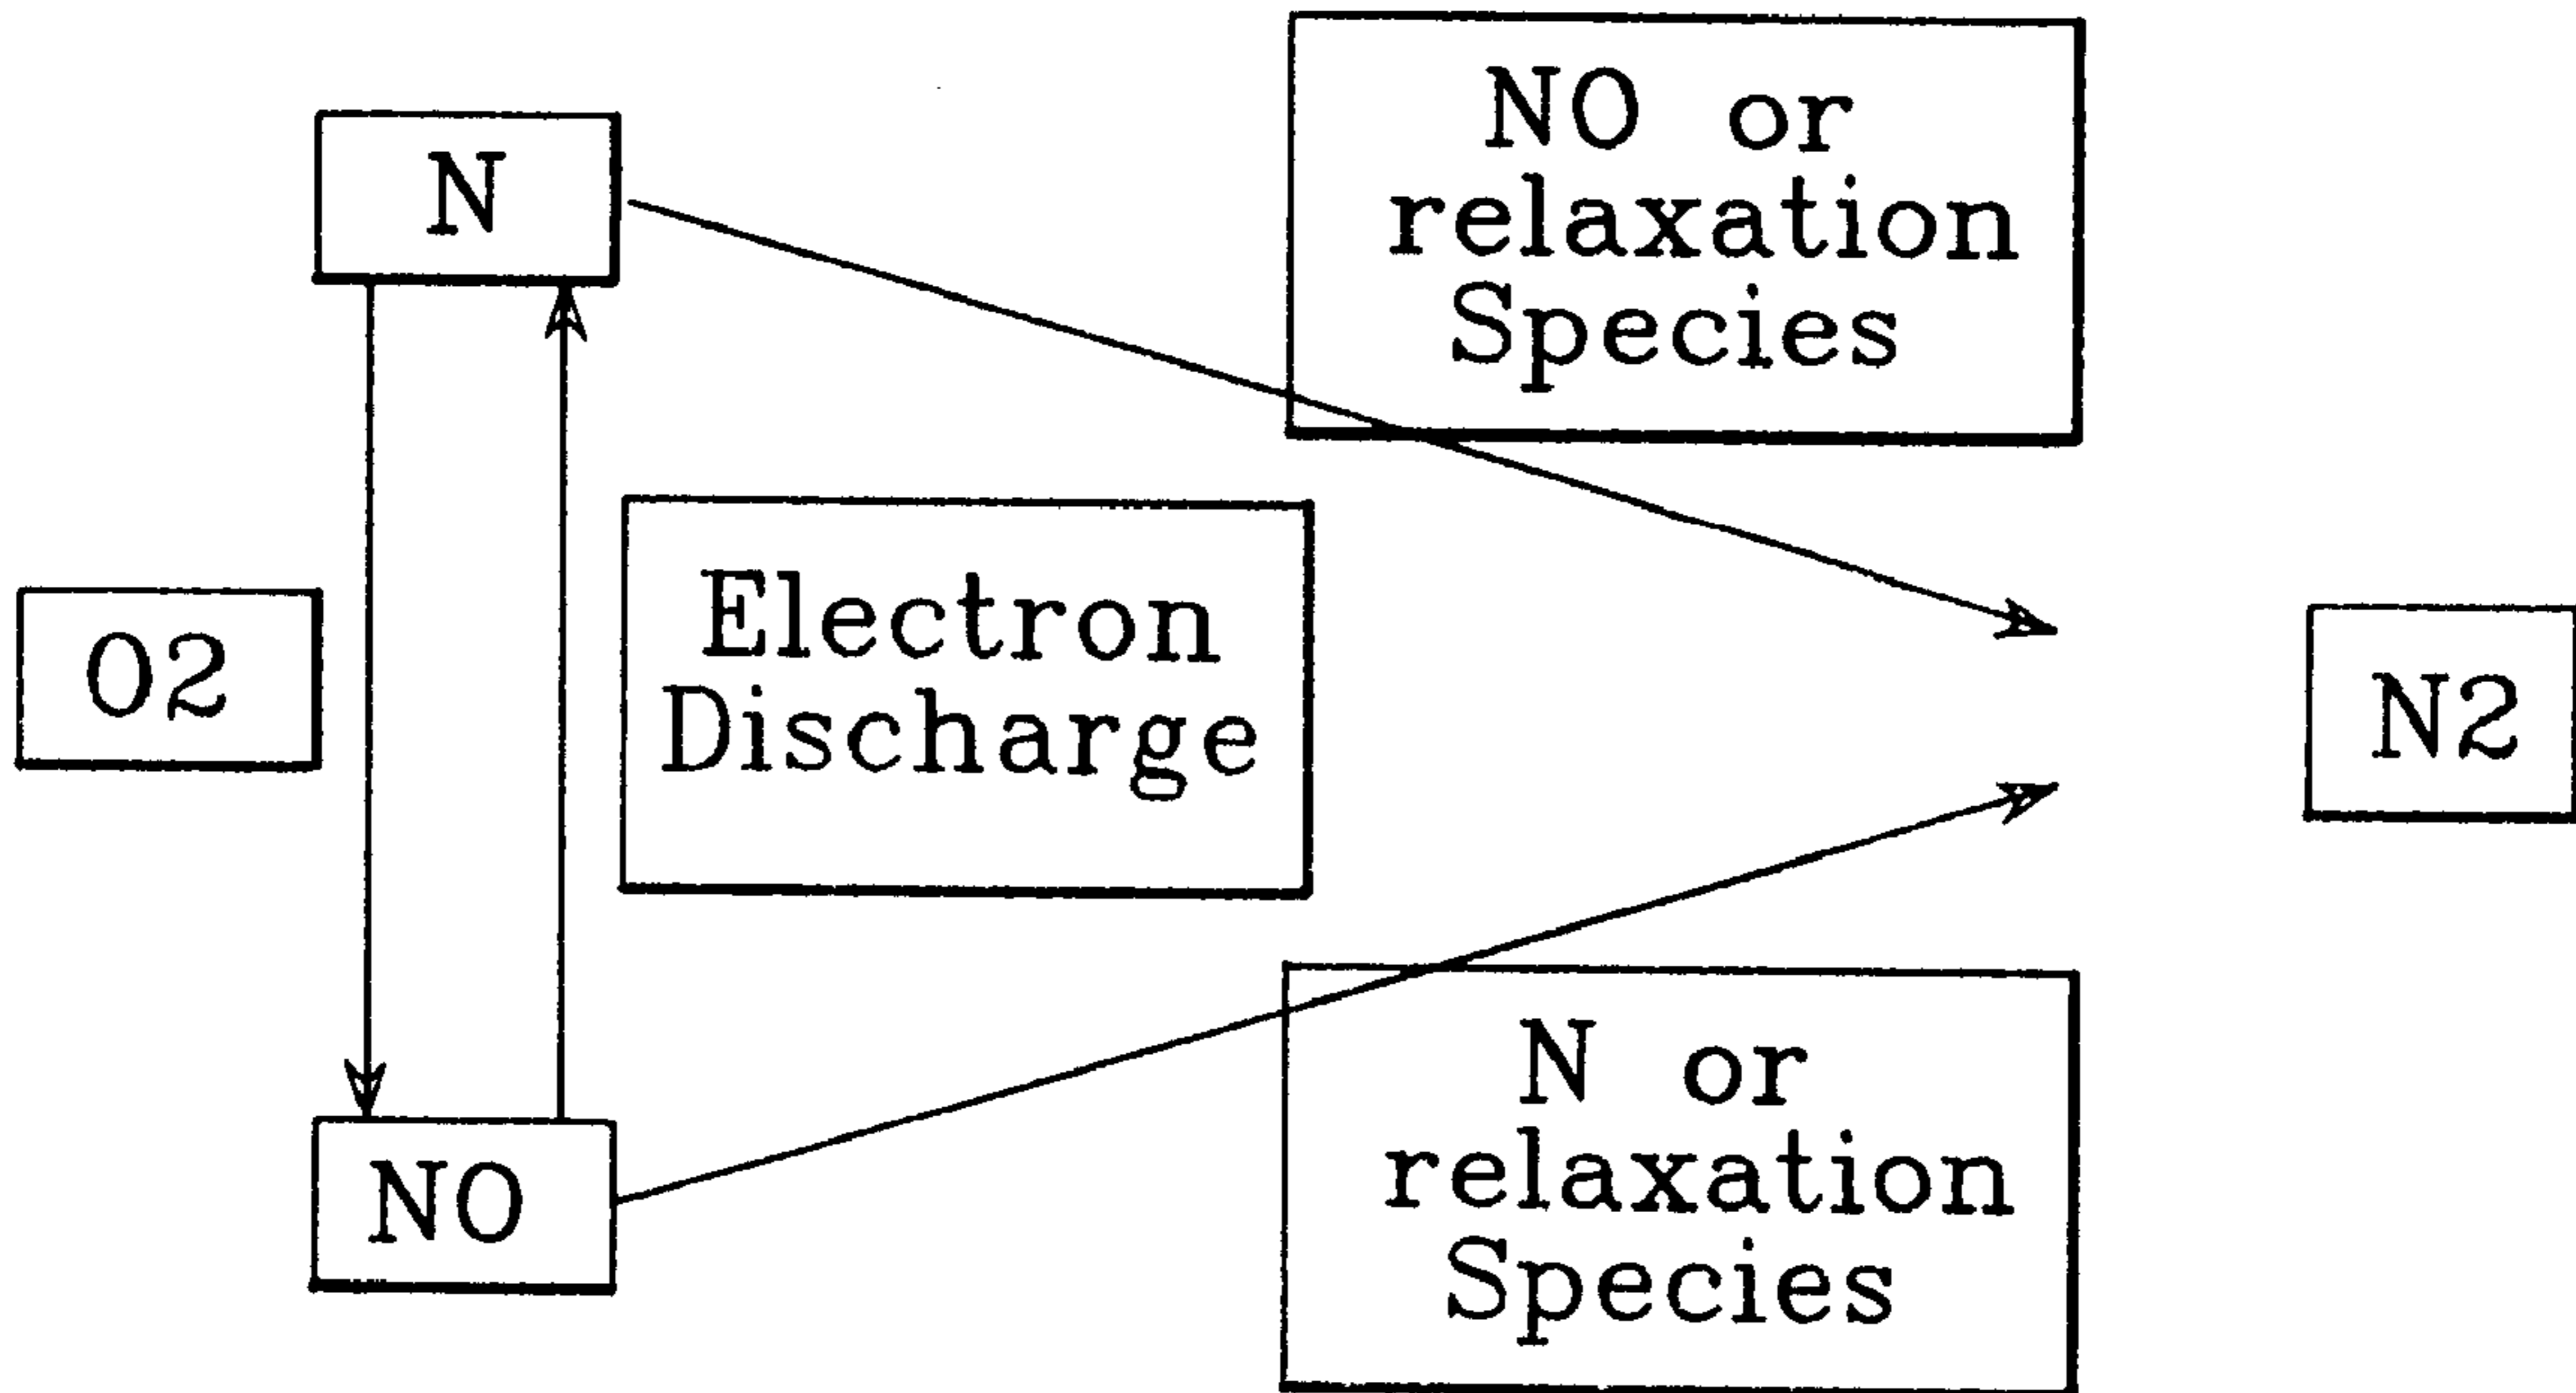 N
NO or
relaxation
Species
O2
Electron
Discharge
N2
NO
N or
relaxation
Species